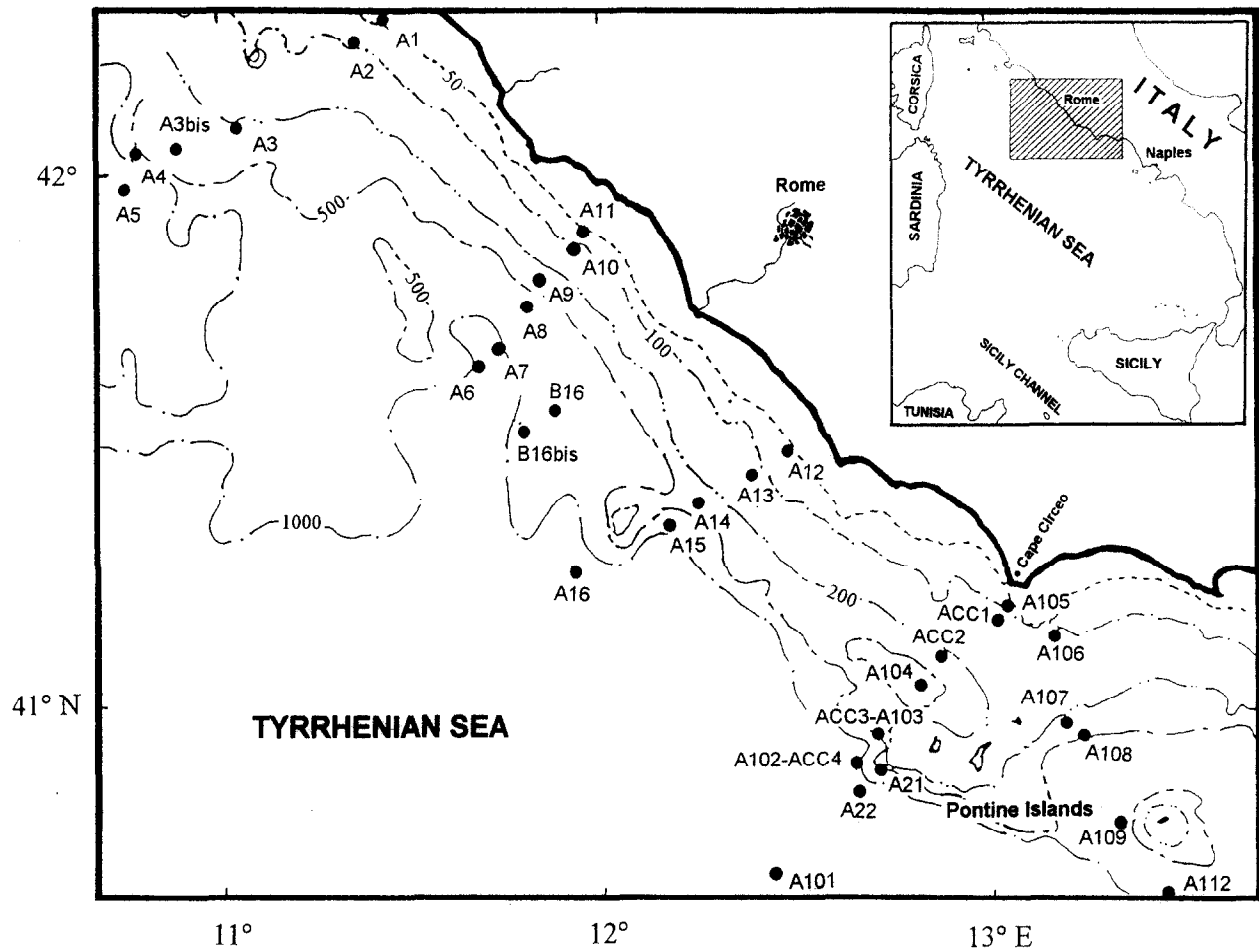 A1
A2
50
A3bis
A3
A4
A5
42°
500
A11
A10
A9
A8
A7
A6
500
B16
B16bis
100
Rome
A12
A13
A14
A15
A16
1000
200
Cape Circeo
A105
ACC1
A106
ACC2
A104
A107
ACC3-A103
A108
A102-ACC4
A21
A22
Pontine Islands
A109
A101
A112
41° N
TYRRHENIAN SEA
11°
12°
13° E
CORSICA
ITALY
Rome
Naples
SARDINIA
TYRRHENIAN SEA
SICILY CHANNEL
SICILY
TUNISIA